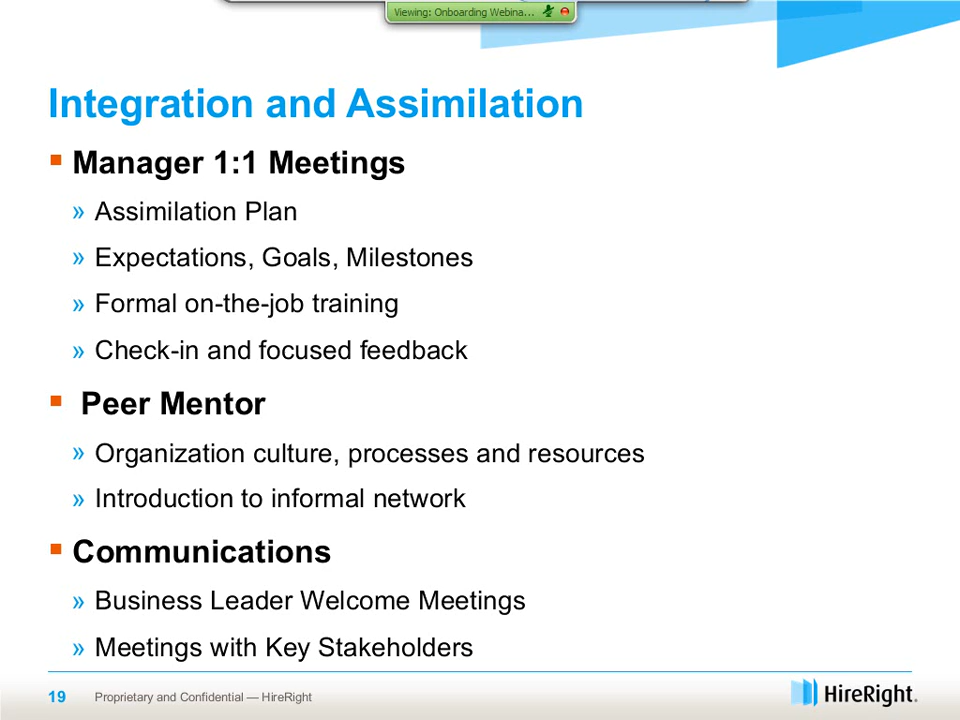 Viewing: Onboarding Webina...
Integration and Assimilation
▪ Manager 1:1 Meetings
» Assimilation Plan
» Expectations, Goals, Milestones
» Formal on-the-job training
» Check-in and focused feedback
▪ Peer Mentor
» Organization culture, processes and resources
» Introduction to informal network
▪ Communications
» Business Leader Welcome Meetings
» Meetings with Key Stakeholders
19 Proprietary and Confidential — HireRight
HireRight.